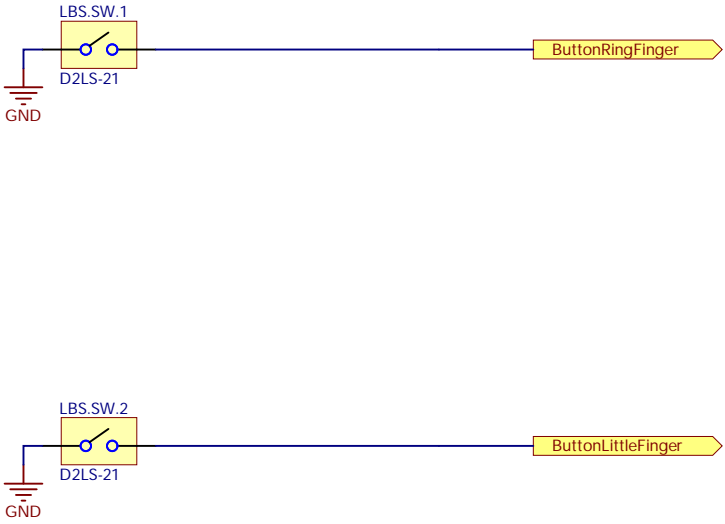 LBS.SW.1
ButtonRingFinger
D2LS-21
GND
LBS.SW.2
ButtonLittleFinger
D2LS-21
GND